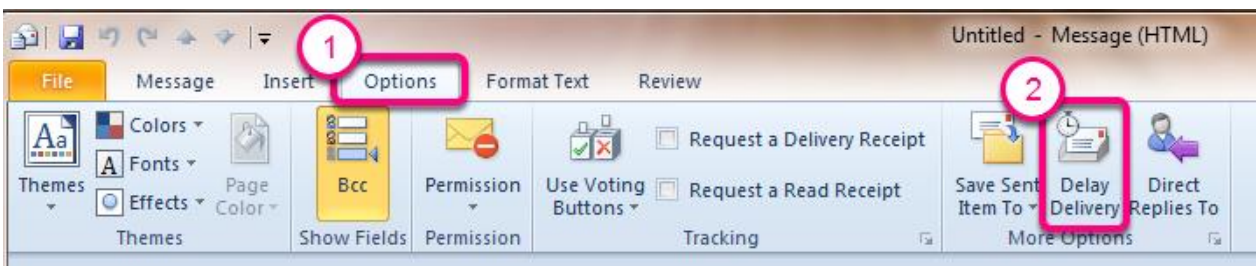 Untitled - Message (HTML)
1
File Message Insert Options Format Text Review
2
Aa
Themes
Colors
A Fonts
Effects
Page
Color
Themes
Bcc
Show Fields
Permission
Permission
Use Voting
Buttons
Request a Delivery Receipt
Request a Read Receipt
Tracking
Save Sent
Item To
Delay
Delivery
Direct
Replies To
More Options